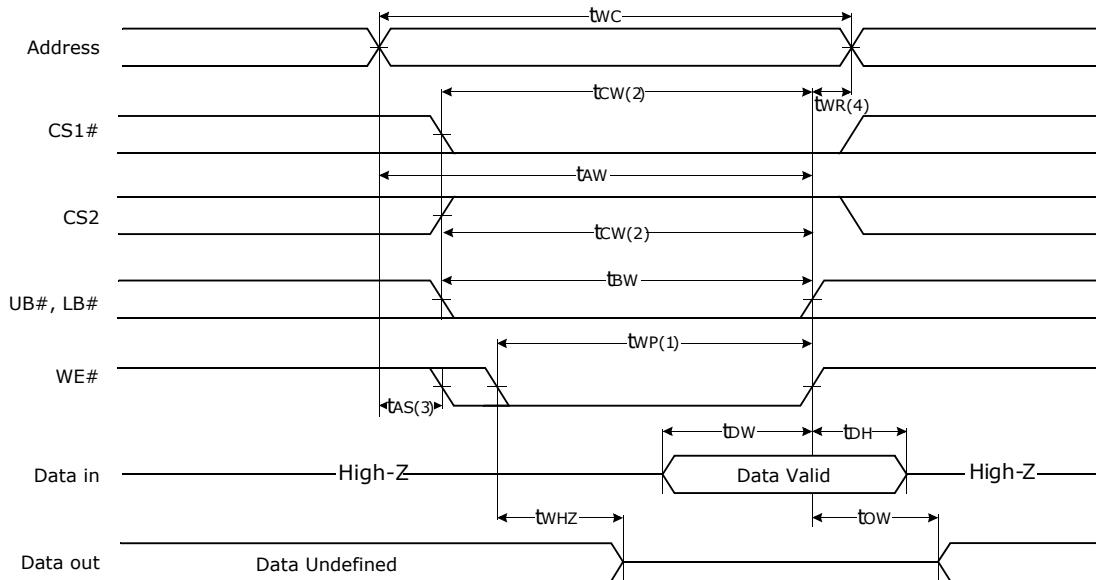 tWC
Address
tCW(2)
tWR(4)
CS1#
tAW
CS2
tCW(2)
tBW
UB#, LB#
tWP(1)
WE#
tAS(3)
tDW
tDH
Data in
High-Z
Data Valid
High-Z
tWHZ
tOW
Data out
Data Undefined